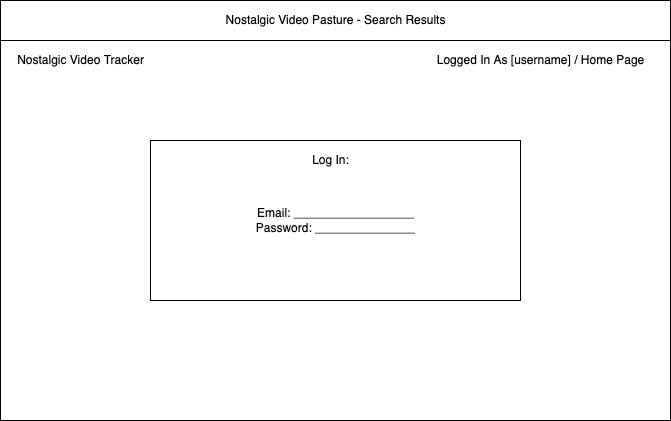 Nostalgic Video Pasture - Search Results
Nostalgic Video Tracker
Logged In As [username] / Home Page
Log In:
Email: ___________________
Password: ________________